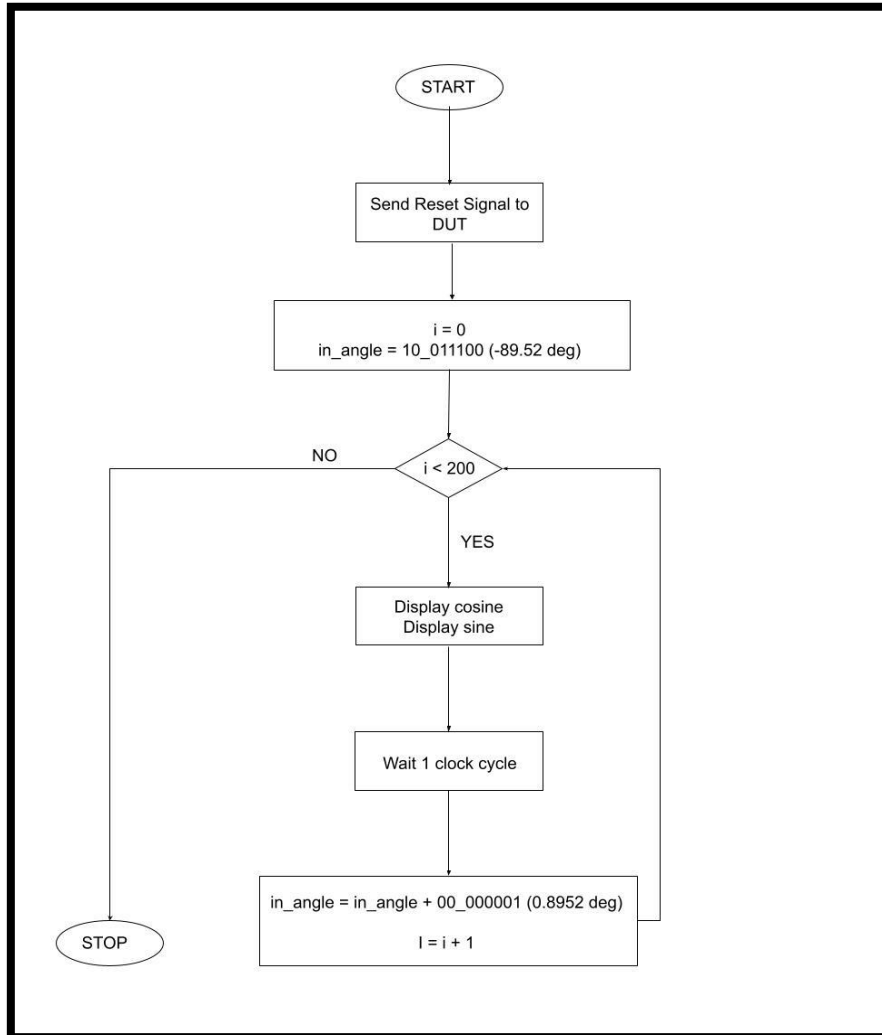 START
Send Reset Signal to
DUT
i = 0
in_angle = 10_011100 (-89.52 deg)
NO
i < 200
YES
Display cosine
Display sine
Wait 1 clock cycle
in_angle = in_angle + 00_000001 (0.8952 deg)
I = i + 1
STOP